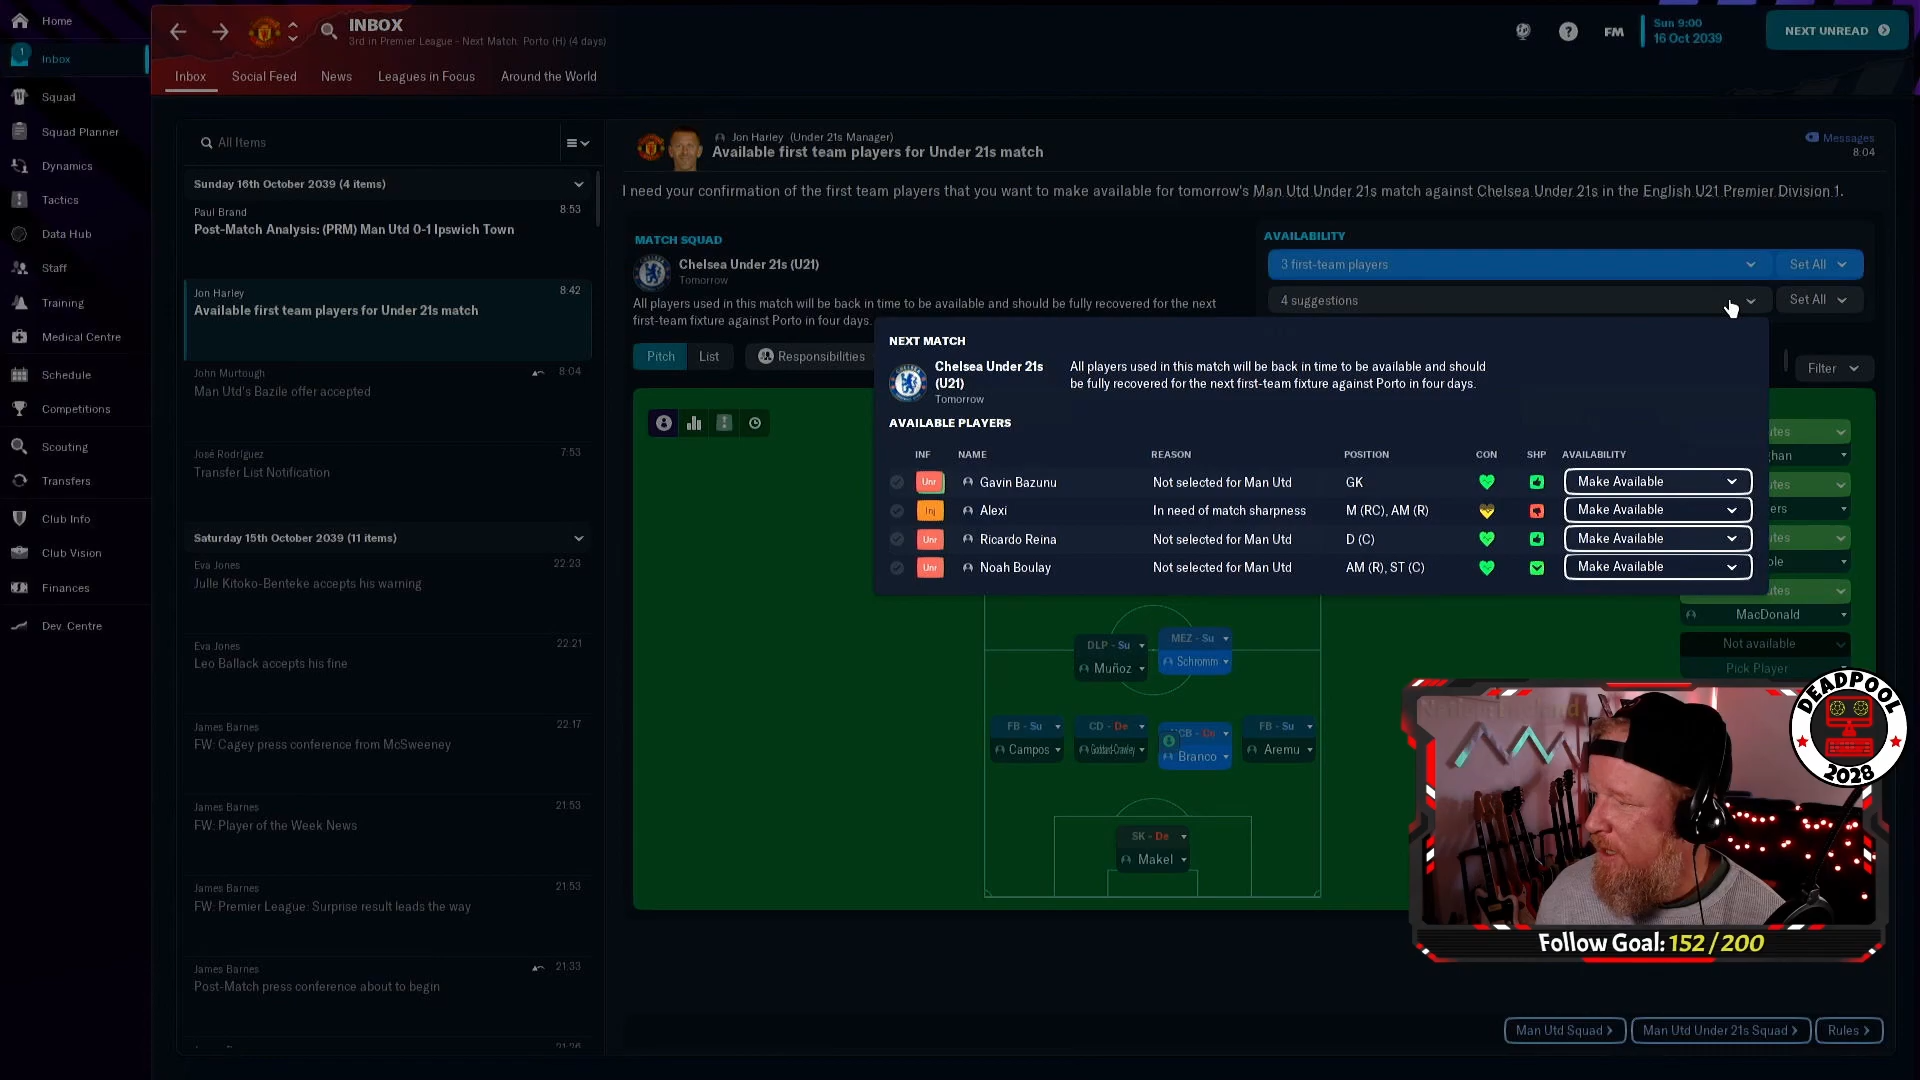 Home
1
Inbox
Squad
Squad Planner
Dynamics
Tactics
Data Hub
Staff
Training
Medical Centre
Schedule
Competitions
Scouting
Transfers
Club Info
Club Vision
Finances
Dev. Centre
INBOX
3rd in Premier League - Next Match: Porto (H) (4 days)
FM
Sun 9:00
16 Oct 2039
NEXT UNREAD
Inbox
Social Feed
News
Leagues in Focus
Around the World
All Items
Sunday 16th October 2039 (4 items)
Paul Brand
8:53
Post-Match Analysis: (PRM) Man Utd 0-1 Ipswich Town
Jon Harley
8:42
Available first team players for Under 21s match
John Murtough
8:04
Man Utd's Bazile offer accepted
José Rodríguez
7:53
Transfer List Notification
Saturday 15th October 2039 (11 items)
Eva Jones
22:23
Julle Kitoko-Benteke accepts his warning
Eva Jones
22:21
Leo Ballack accepts his fine
James Barnes
22:17
FW: Cagey press conference from McSweeney
James Barnes
21:53
FW: Player of the Week News
James Barnes
21:53
FW: Premier League: Surprise result leads the way
James Barnes
21:33
Post-Match press conference about to begin
Jon Harley (Under 21s Manager)
Available first team players for Under 21s match
Messages
8:04
I need your confirmation of the first team players that you want to make available for tomorrow's Man Utd Under 21s match against Chelsea Under 21s in the English U21 Premier Division 1.
MATCH SQUAD
Chelsea Under 21s (U21)
Tomorrow
All players used in this match will be back in time to be available and should be fully recovered for the next
first-team fixture against Porto in four days.
AVAILABILITY
3 first-team players
Set All
4 suggestions
Set All
Pitch
List
Responsibilities
Filter
NEXT MATCH
Chelsea Under 21s
(U21)
Tomorrow
All players used in this match will be back in time to be available and should
be fully recovered for the next first-team fixture against Porto in four days.
AVAILABLE PLAYERS
INF
NAME
REASON
POSITION
CON
SHP
AVAILABILITY
Unr
Gavin Bazunu
Not selected for Man Utd
GK
Make Available
Inj
Alexi
In need of match sharpness
M (RC), AM (R)
Make Available
Unr
Ricardo Reina
Not selected for Man Utd
D (C)
Make Available
Unr
Noah Boulay
Not selected for Man Utd
AM (R), ST (C)
Make Available
MacDonald
Not available
Pick Player
DLP - Su
Muñoz
MEZ - Su
Schromm
FB - Su
Campos
CD - De
Goddard-Crawley
Branco
FB - Su
Aremu
SK - De
Makel
DEADPOOL
2028
Follow Goal: 152 / 200
Man Utd Squad >
Man Utd Under 21s Squad >
Rules >